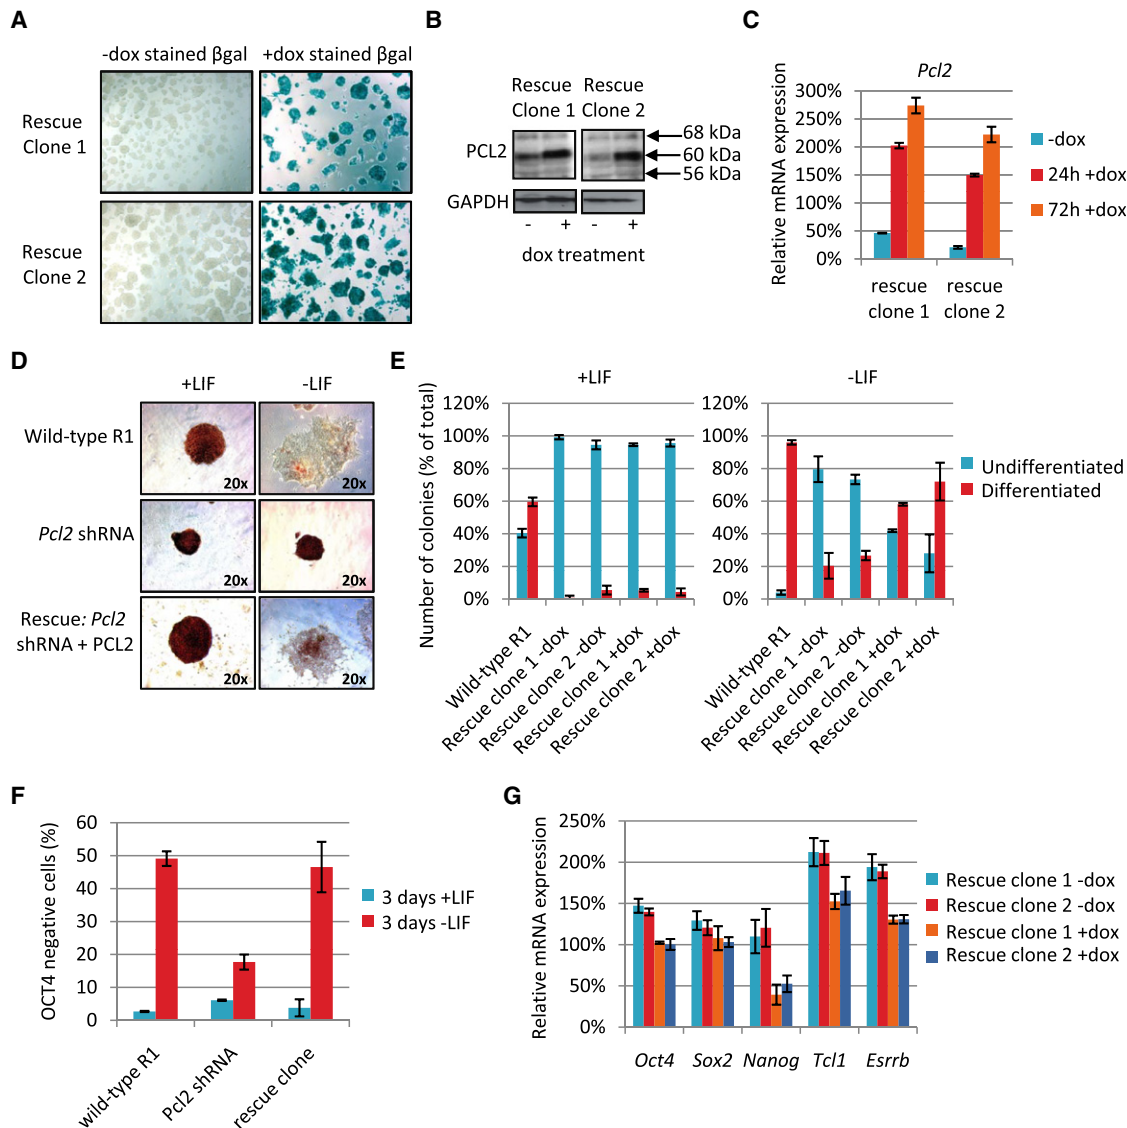 A
-dox stained βgal
+dox stained βgal
Rescue
Clone 1
Rescue
Clone 2
B
Rescue
Clone 1
Rescue
Clone 2
PCL2
68 kDa
60 kDa
56 kDa
GAPDH
- + - +
dox treatment
C
Pcl2
Relative mRNA expression
300%
250%
200%
150%
100%
50%
0%
rescue
clone 1
rescue
clone 2
-dox
24h +dox
72h +dox
D
+LIF
-LIF
Wild-type R1
20x
20x
Pcl2 shRNA
20x
20x
Rescue: Pcl2
shRNA + PCL2
20x
20x
E
Number of colonies (% of total)
+LIF
120%
100%
80%
60%
40%
20%
0%
Wild-type R1
Rescue clone 1 -dox
Rescue clone 2 -dox
Rescue clone 1 +dox
Rescue clone 2 +dox
-LIF
120%
100%
80%
60%
40%
20%
0%
Wild-type R1
Rescue clone 1 -dox
Rescue clone 2 -dox
Rescue clone 1 +dox
Rescue clone 2 +dox
Undifferentiated
Differentiated
F
OCT4 negative cells (%)
60
50
40
30
20
10
0
wild-type R1
Pcl2 shRNA
rescue clone
3 days +LIF
3 days -LIF
G
Relative mRNA expression
250%
200%
150%
100%
50%
0%
Oct4
Sox2
Nanog
Tcl1
Esrrb
Rescue clone 1 -dox
Rescue clone 2 -dox
Rescue clone 1 +dox
Rescue clone 2 +dox